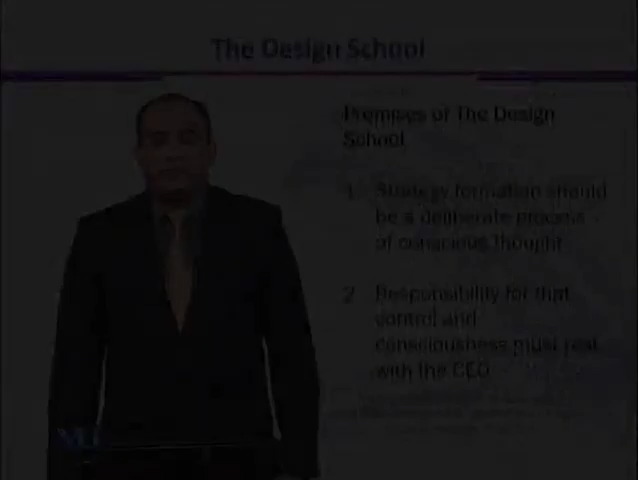 The Design School
Premises of The Design
School
1. Strategy formation should
be a deliberate process
of conscious thought
2. Responsibility for that
control and
consciousness must rest
with the CEO